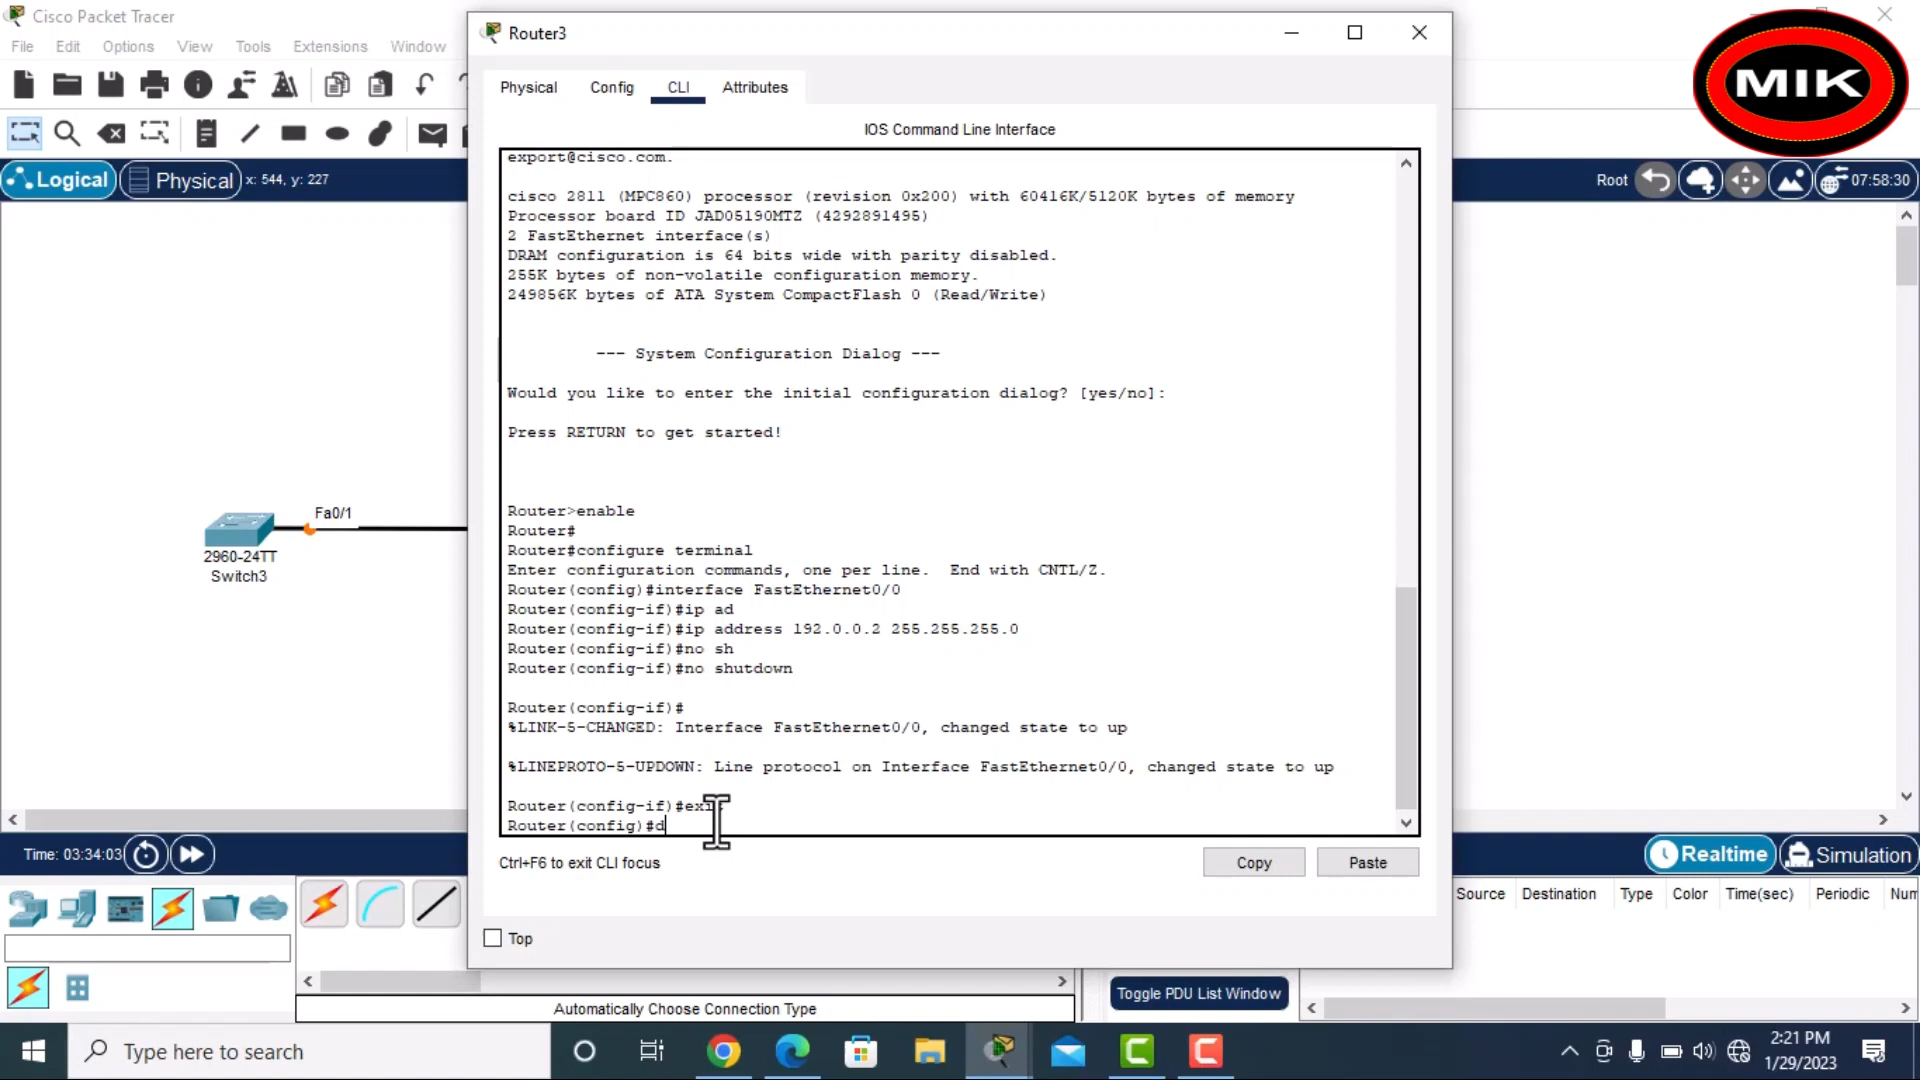 Cisco Packet Tracer
File Edit Options View Tools Extensions Window
Logical
Physical
x: 544, y: 227
Fa0/1
2960-24TT
Switch3
Router3
Physical Config CLI Attributes
IOS Command Line Interface
export@cisco.com.
cisco 2811 (MPC860) processor (revision 0x200) with 60416K/5120K bytes of memory
Processor board ID JAD05190MTZ (4292891495)
2 FastEthernet interface(s)
DRAM configuration is 64 bits wide with parity disabled.
255K bytes of non-volatile configuration memory.
249856K bytes of ATA System CompactFlash 0 (Read/Write)
--- System Configuration Dialog ---
Would you like to enter the initial configuration dialog? [yes/no]:
Press RETURN to get started!
Router>enable
Router#
Router#configure terminal
Enter configuration commands, one per line.  End with CNTL/Z.
Router(config)#interface FastEthernet0/0
Router(config-if)#ip ad
Router(config-if)#ip address 192.0.0.2 255.255.255.0
Router(config-if)#no sh
Router(config-if)#no shutdown
Router(config-if)#
%LINK-5-CHANGED: Interface FastEthernet0/0, changed state to up
%LINEPROTO-5-UPDOWN: Line protocol on Interface FastEthernet0/0, changed state to up
Router(config-if)#exit
Router(config)#d
Ctrl+F6 to exit CLI focus
Copy
Paste
Top
MIK
Root
07:58:30
Time: 03:34:03
Realtime
Simulation
Source Destination Type Color Time(sec) Periodic Num
Toggle PDU List Window
Automatically Choose Connection Type
Type here to search
2:21 PM
1/29/2023